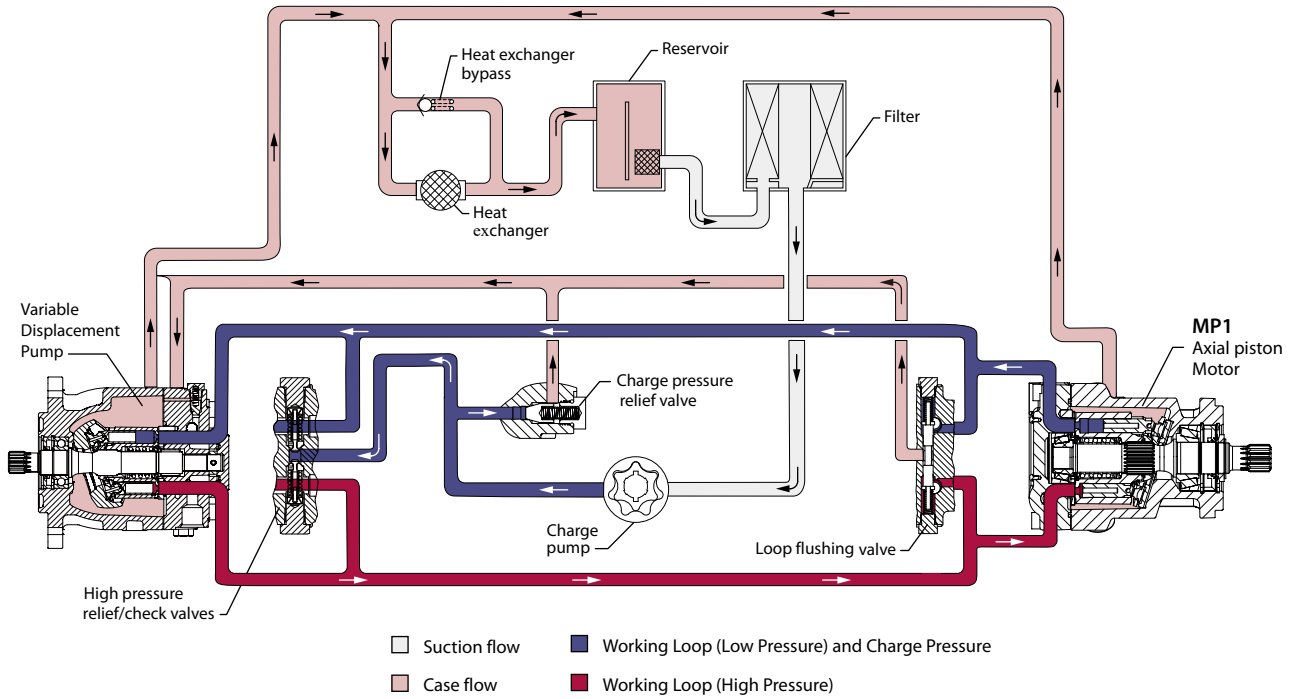 Heat exchanger
bypass
Reservoir
Filter
Heat
exchanger
Variable
Displacement
Pump
MP1
Axial piston
Motor
Charge pressure
relief valve
Charge
pump
Loop flushing valve
High pressure
relief/check valves
Suction flow
Working Loop (Low Pressure) and Charge Pressure
Case flow
Working Loop (High Pressure)